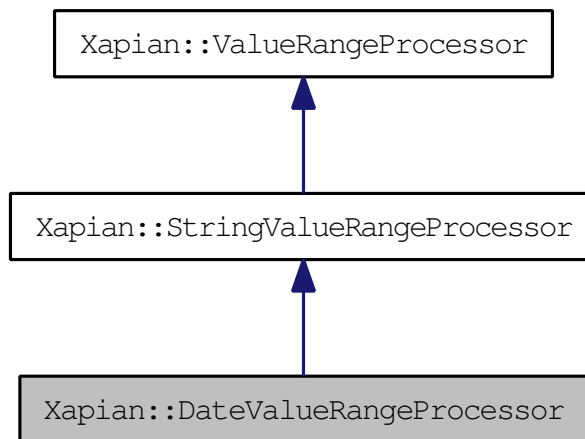 Xapian::ValueRangeProcessor
Xapian::StringValueRangeProcessor
Xapian::DateValueRangeProcessor